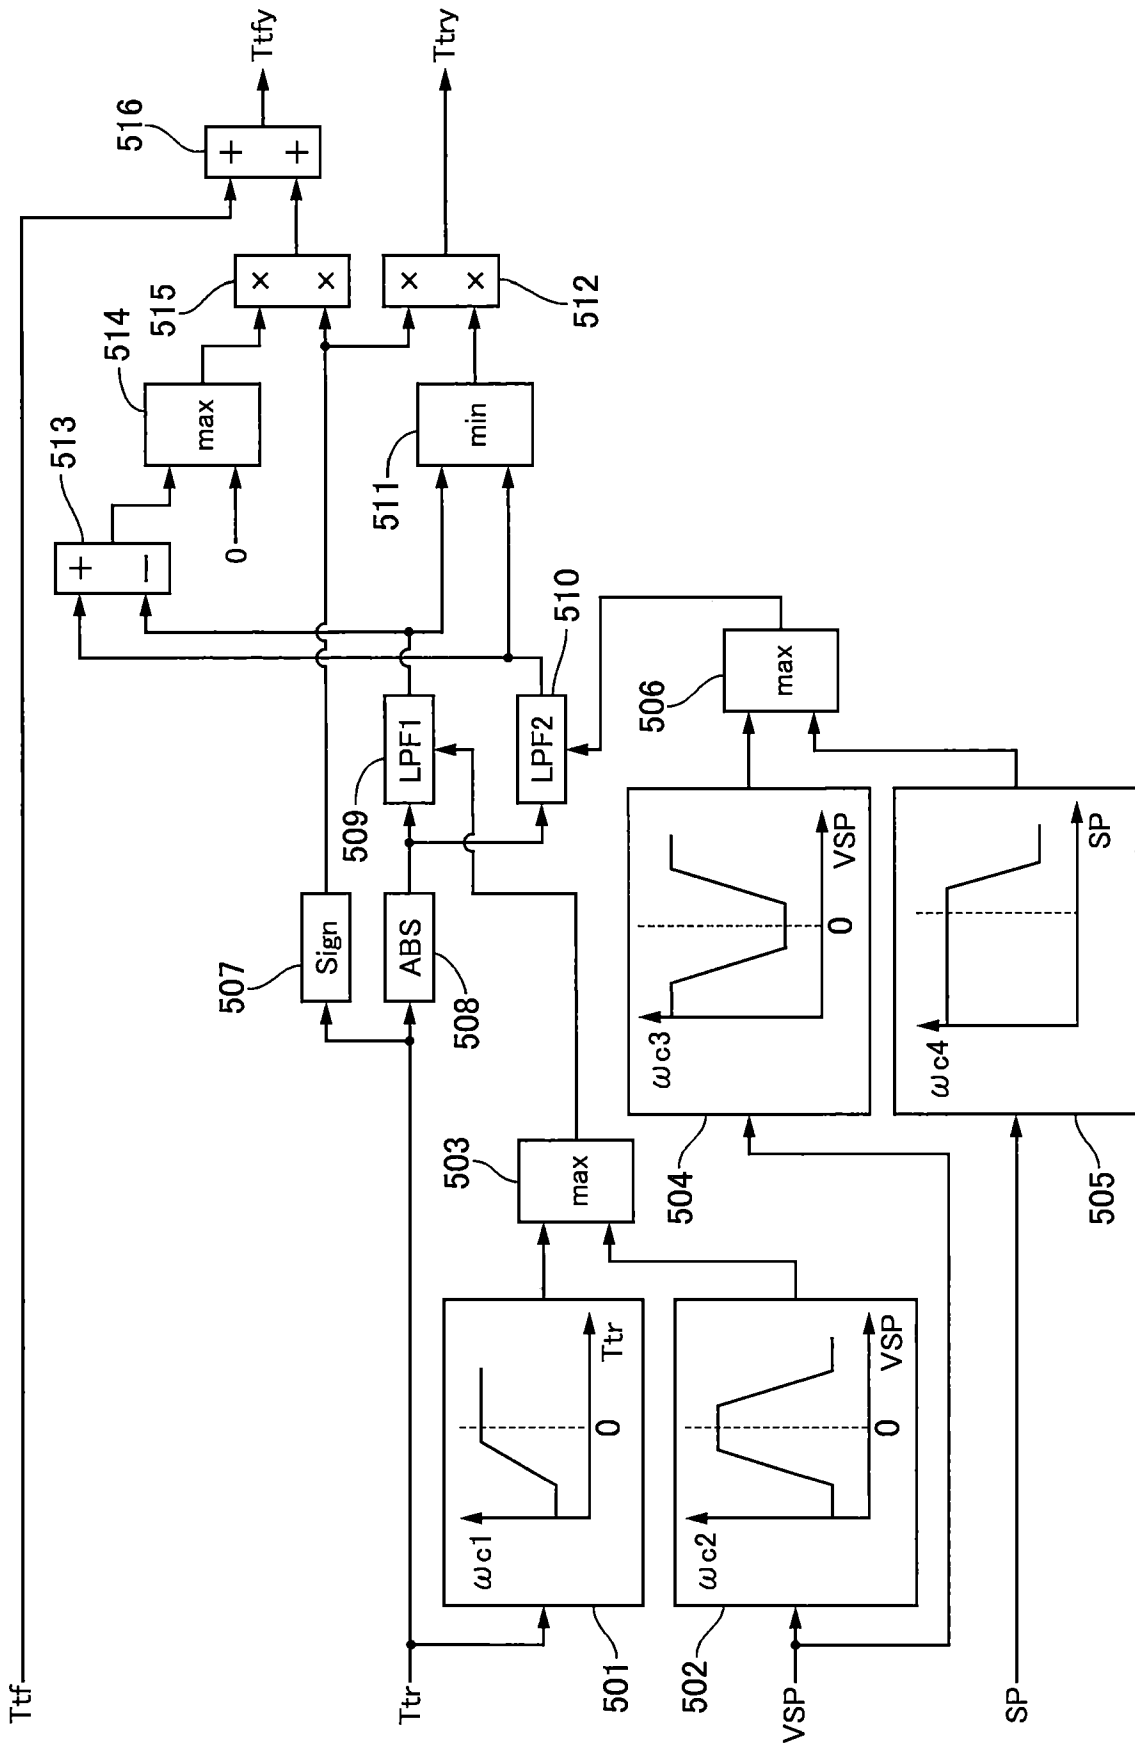 Ttf
Ttr
VSP
SP
501
ωc1
Ttr
0
502
ωc2
VSP
0
503
max
504
ωc3
VSP
0
505
ωc4
SP
506
max
507
Sign
508
ABS
509
LPF1
510
LPF2
511
min
512
×
×
513
+
−
514
max
0
515
×
×
516
+
+
Ttfy
Ttry